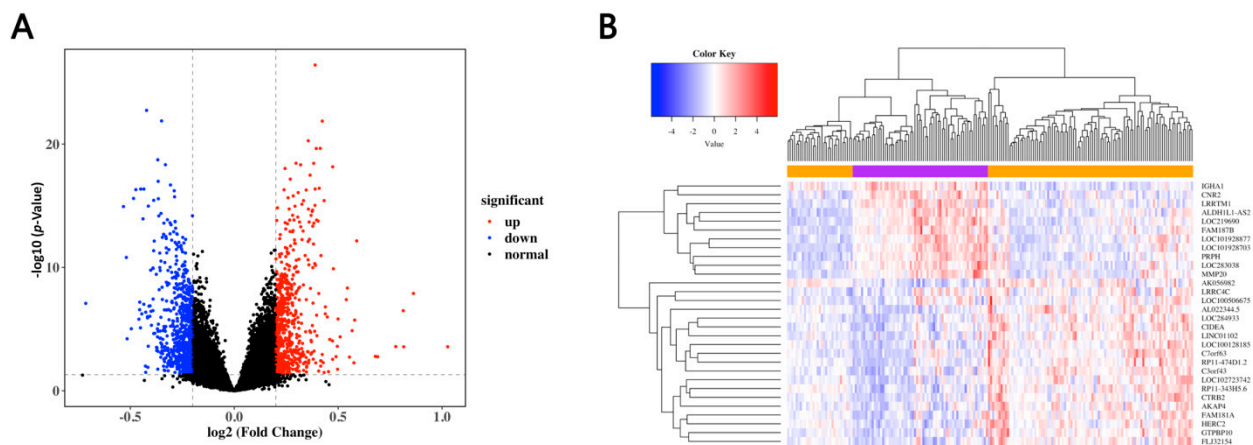 A
B
-log10 (p-Value)
20
10
0
-0.5
0.0
0.5
1.0
log2 (Fold Change)
significant
up
down
normal
Color Key
-4
-2
0
2
4
Value
IGHA1
CNR2
LRRTM1
ALDH1L1-AS2
LOC219690
FAM187B
LOC101928877
LOC101928703
PRPH
LOC283038
MMP20
AK056982
LRRC4C
LOC100506675
AL022344.5
LOC284933
CIDEA
LINC01102
LOC100128185
C7orf63
RP11-474D1.2
C3orf43
LOC102723742
RP11-343H5.6
CTRB2
AKAP4
FAM181A
HERC2
GTPBP10
FLJ32154